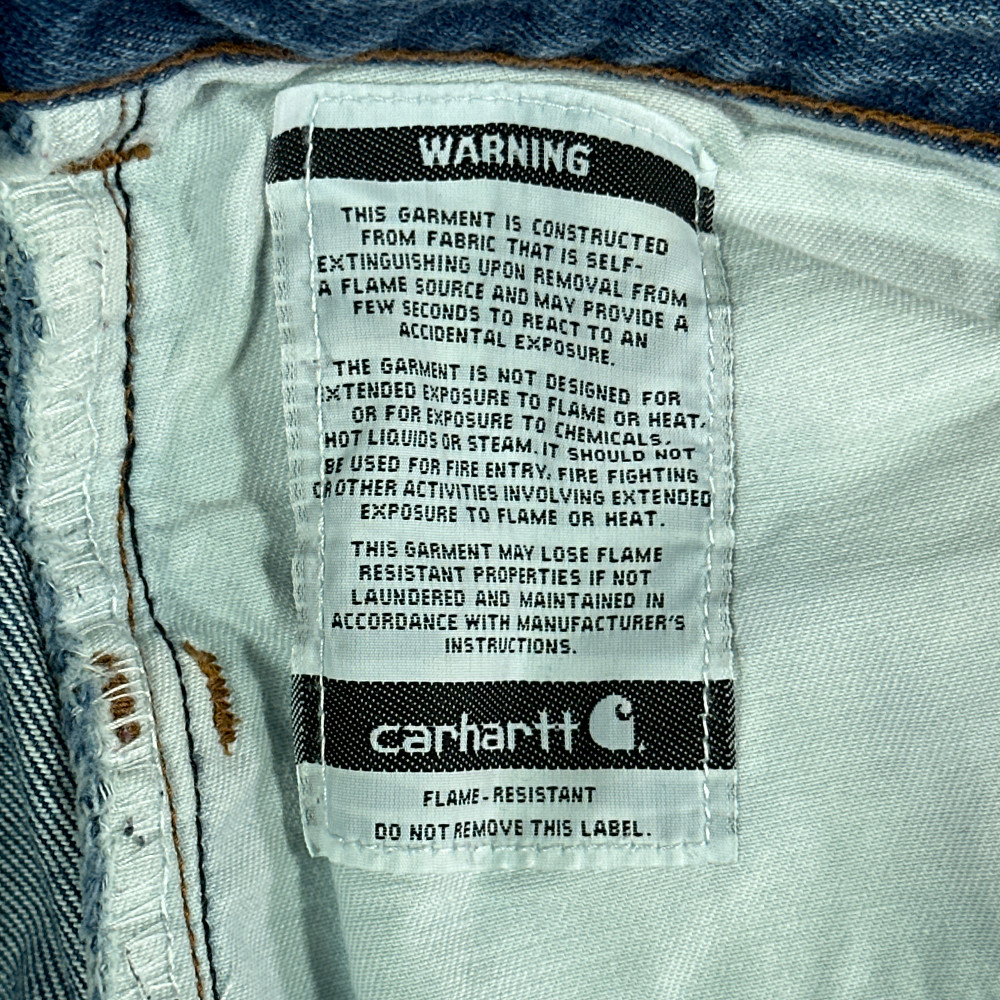 WARNING
THIS GARMENT IS CONSTRUCTED
FROM FABRIC THAT IS SELF-
EXTINGUISHING UPON REMOVAL FROM
A FLAME SOURCE AND MAY PROVIDE A
FEW SECONDS TO REACT TO AN
ACCIDENTAL EXPOSURE.
THE GARMENT IS NOT DESIGNED FOR
EXTENDED EXPOSURE TO FLAME OR HEAT,
OR FOR EXPOSURE TO CHEMICALS,
HOT LIQUIDS OR STEAM. IT SHOULD NOT
BE USED FOR FIRE ENTRY, FIRE FIGHTING
OR OTHER ACTIVITIES INVOLVING EXTENDED
EXPOSURE TO FLAME OR HEAT.
THIS GARMENT MAY LOSE FLAME
RESISTANT PROPERTIES IF NOT
LAUNDERED AND MAINTAINED IN
ACCORDANCE WITH MANUFACTURER'S
INSTRUCTIONS.
carhartt
FLAME-RESISTANT
DO NOT REMOVE THIS LABEL.